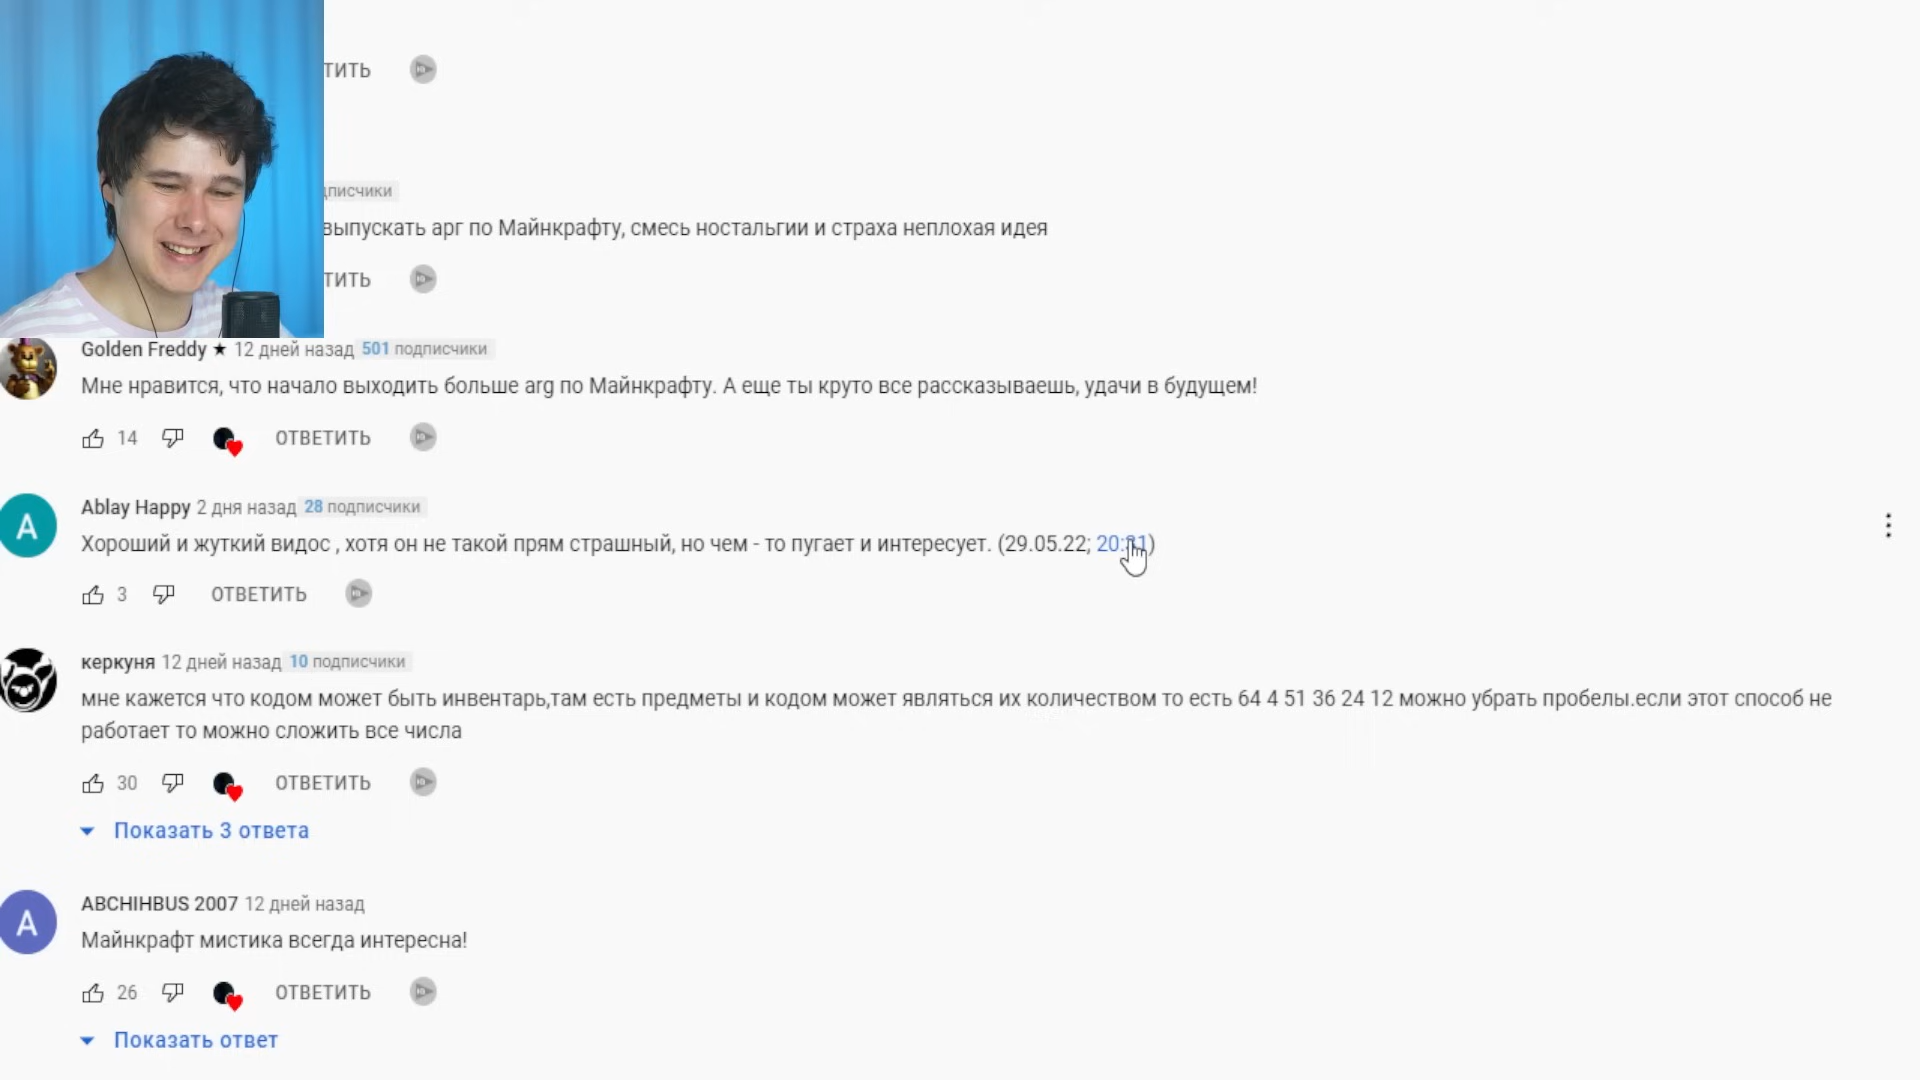 ТИТЬ
дписчики
выпускать арг по Майнкрафту, смесь ностальгии и страха неплохая идея
ТИТЬ
Golden Freddy ★ 12 дней назад 501 подписчики
Мне нравится, что начало выходить больше arg по Майнкрафту. А еще ты круто все рассказываешь, удачи в будущем!
14 ОТВЕТИТЬ
Ablay Happy 2 дня назад 28 подписчики
Хороший и жуткий видос , хотя он не такой прям страшный, но чем - то пугает и интересует. (29.05.22;
3 ОТВЕТИТЬ
керкуня 12 дней назад 10 подписчики
мне кажется что кодом может быть инвентарь,там есть предметы и кодом может являться их количеством то есть 64 4 51 36 24 12 можно убрать пробелы.если этот способ не
работает то можно сложить все числа
30 ОТВЕТИТЬ
Показать 3 ответа
ABCHIHBUS 2007 12 дней назад
Майнкрафт мистика всегда интересна!
26 ОТВЕТИТЬ
Показать ответ